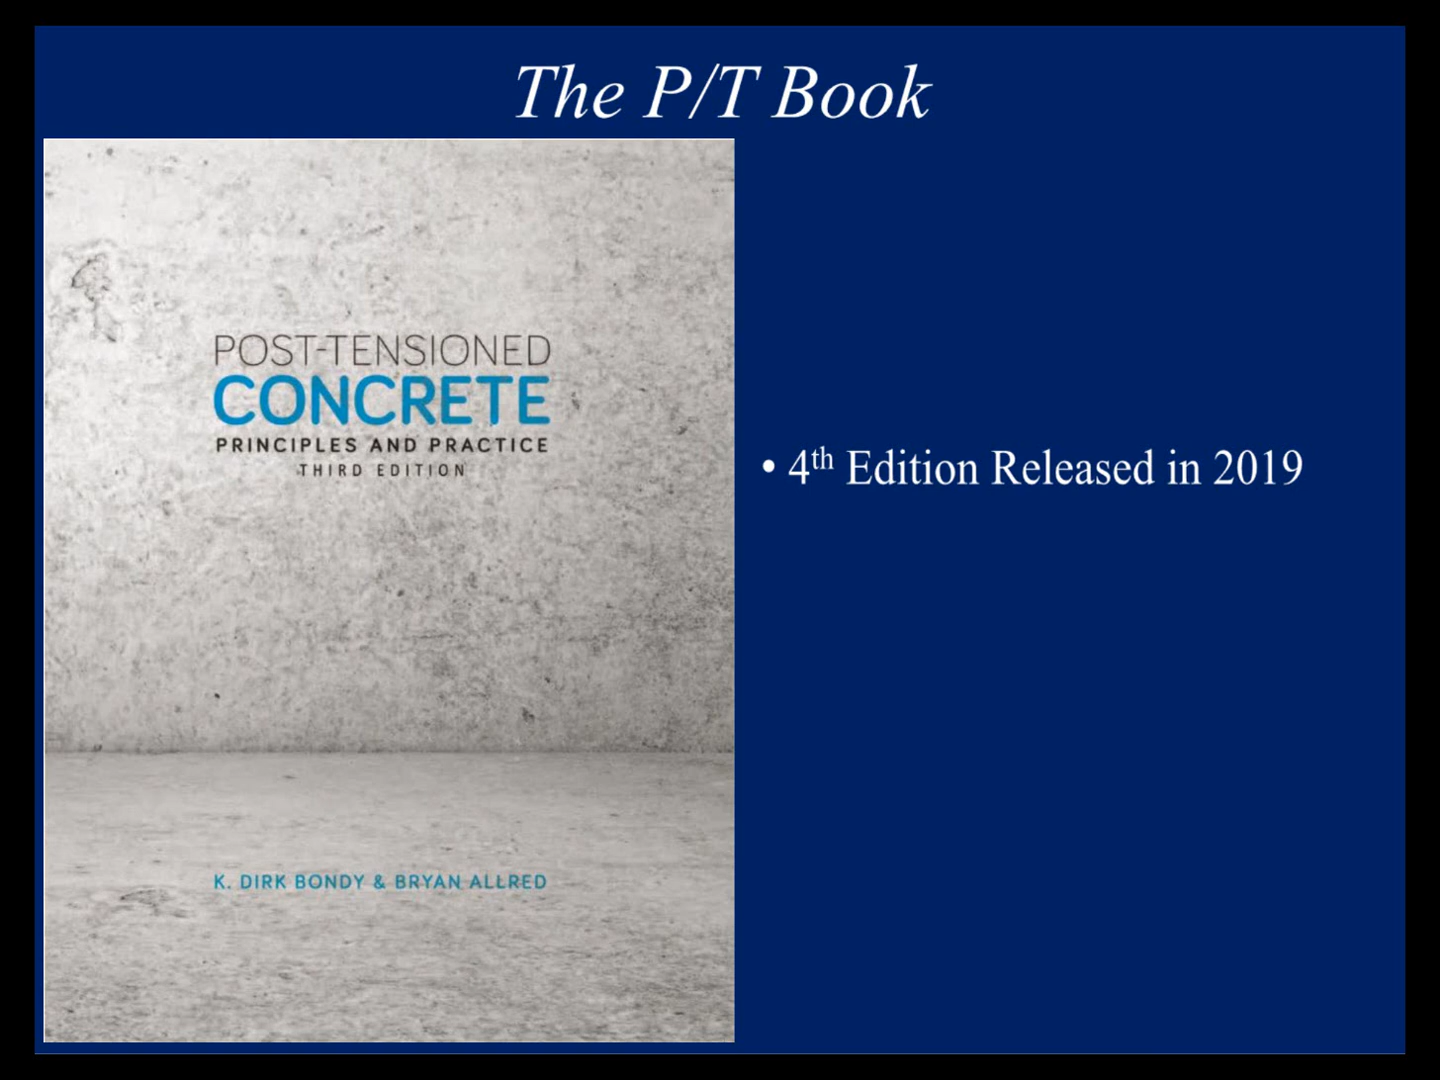 The P/T Book
POST-TENSIONED
CONCRETE
PRINCIPLES AND PRACTICE
THIRD EDITION
K. DIRK BONDY & BRYAN ALLRED
• 4th Edition Released in 2019